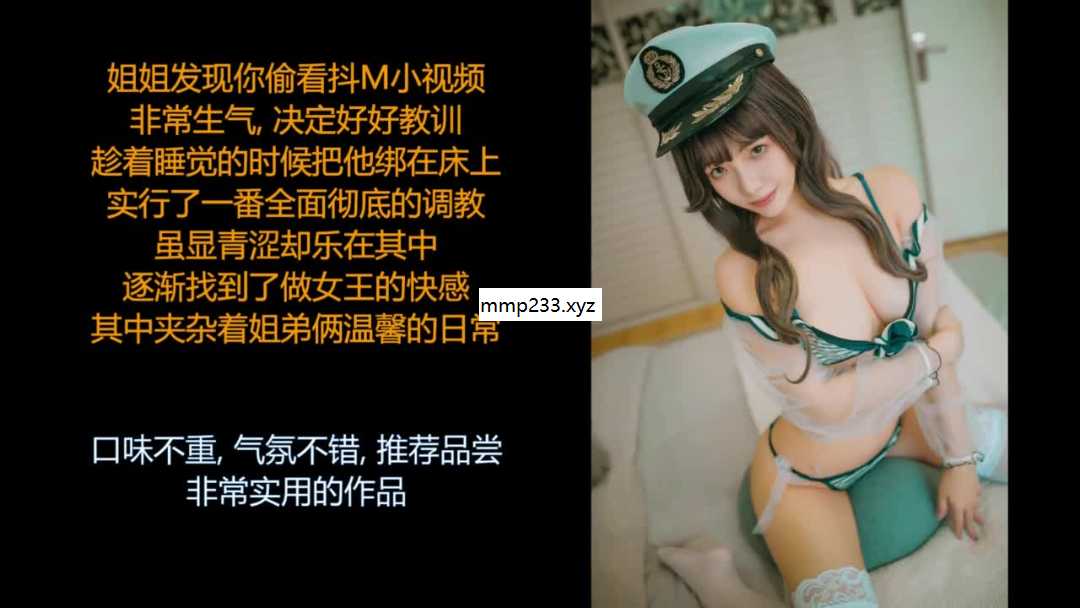 姐姐发现你偷看抖M小视频
非常生气, 决定好好教训
趁着睡觉的时候把他绑在床上
实行了一番全面彻底的调教
虽显青涩却乐在其中
逐渐找到了做女王的快感
mmp233.xyz
其中夹杂着姐弟俩温馨的日常
口味不重, 气氛不错, 推荐品尝
非常实用的作品